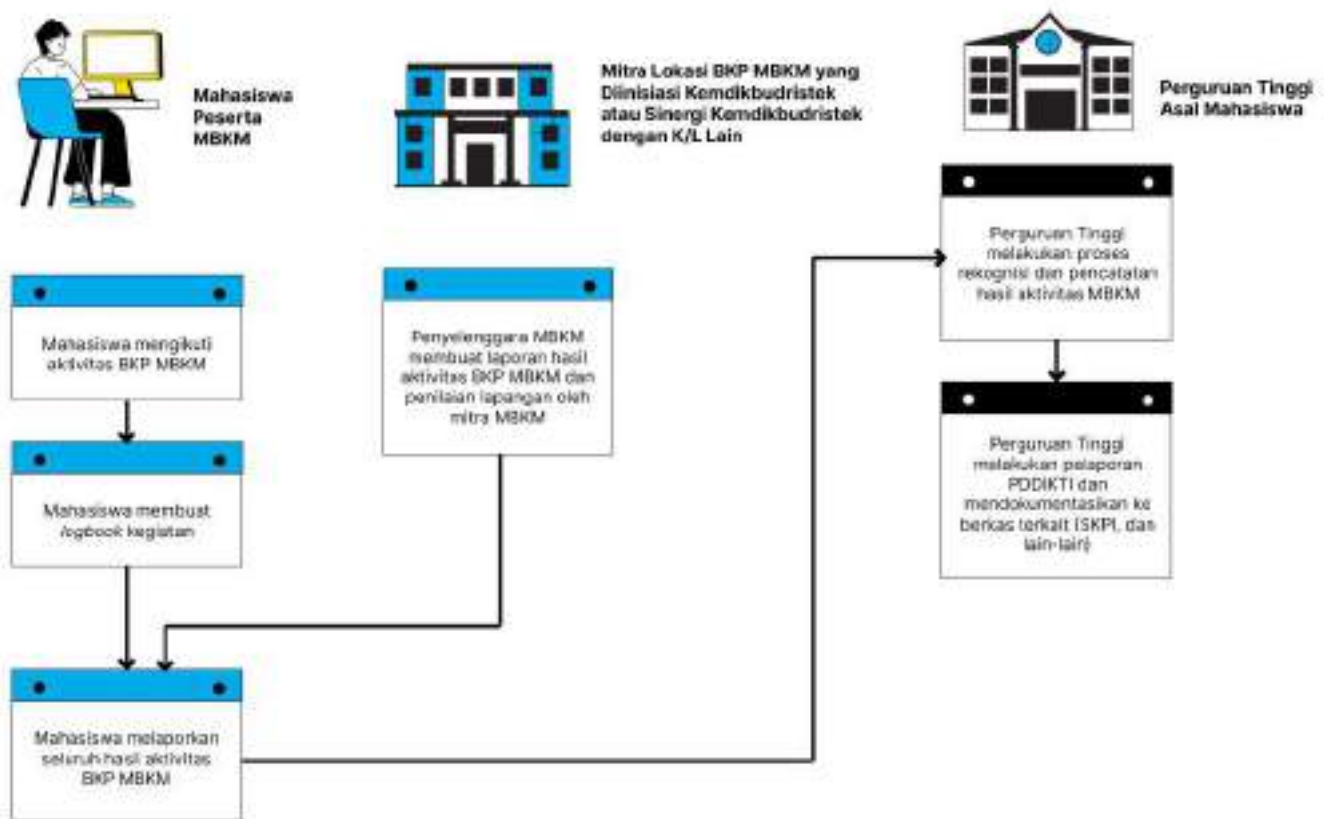 Mahasiswa
Peserta
MBKM
Mitra Lokasi BKP MBKM yang
Diinisiasi Kemdikbudristek
atau Sinergi Kemdikbudristek
dengan K/L Lain
Perguruan Tinggi
Asal Mahasiswa
Mahasiswa mengikuti
aktivitas BKP MBKM
Mahasiswa membuat
logbook kegiatan
Mahasiswa melaporkan
seluruh hasil aktivitas
BKP MBKM
Penyelenggara MBKM
membuat laporan hasil
aktivitas BKP MBKM dan
penilaian lapangan oleh
mitra MBKM
Perguruan Tinggi
melakukan proses
rekognisi dan pencatatan
hasil aktivitas MBKM
Perguruan Tinggi
melakukan pelaporan
PDDIKTI dan
mendokumentasikan ke
berkas terkait (SKPI, dan
lain-lain)